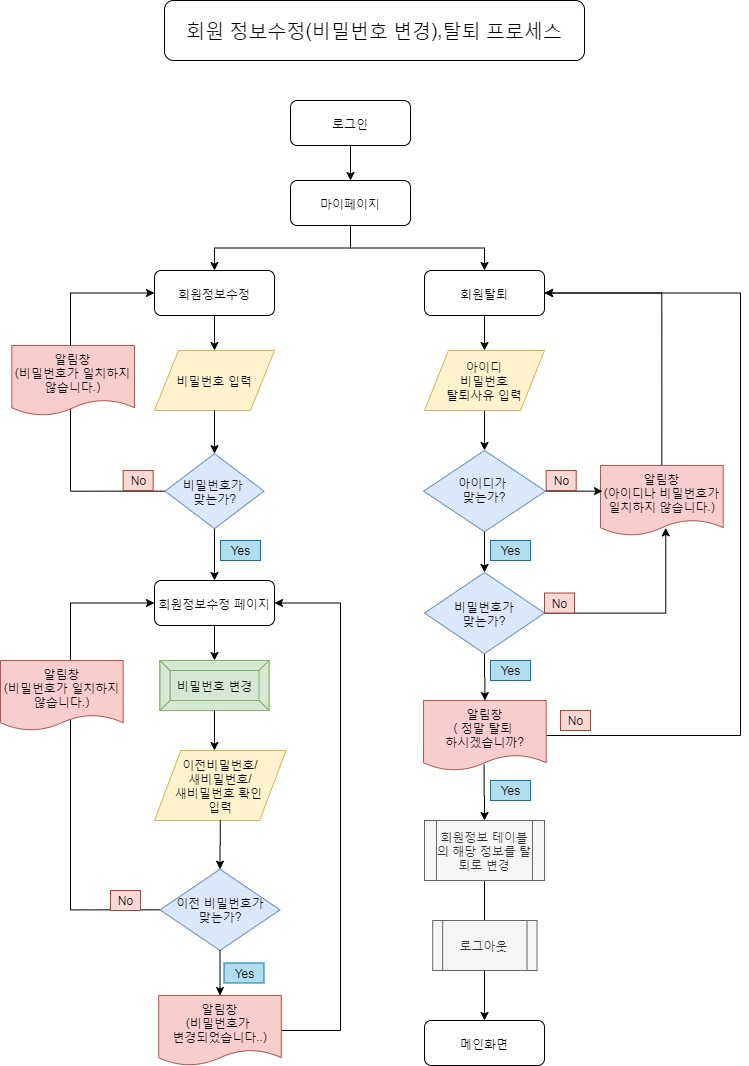 회원 정보수정(비밀번호 변경),탈퇴 프로세스
로그인
마이페이지
회원정보수정
알림창
(비밀번호가 일치하지
않습니다.)
비밀번호 입력
비밀번호가
맞는가?
No
Yes
회원정보수정 페이지
알림창
(비밀번호가 일치하지
않습니다.)
비밀번호 변경
이전비밀번호/
새비밀번호/
새비밀번호 확인
입력
이전 비밀번호가
맞는가?
No
Yes
알림창
(비밀번호가
변경되었습니다..)
회원탈퇴
아이디
비밀번호
탈퇴사유 입력
아이디가
맞는가?
No
알림창
(아이디나 비밀번호가
일치하지 않습니다.)
Yes
비밀번호가
맞는가?
No
Yes
알림창
( 정말 탈퇴
하시겠습니까?
No
Yes
회원정보 테이블
의 해당 정보를 탈
퇴로 변경
로그아웃
메인화면